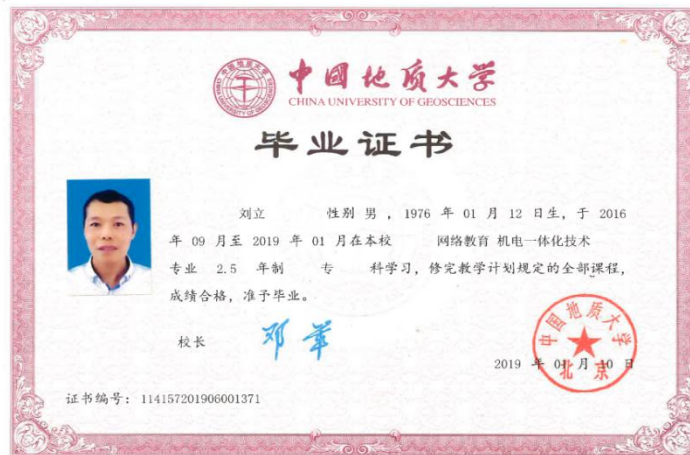 中国地质大学
CHINA UNIVERSITY OF GEOSCIENCES
毕业证书
刘立 性别 男 ，1976 年 01 月 12 日生，于 2016
年 09 月至 2019 年 01 月在本校 网络教育 机电一体化技术
专业 2.5 年制 专 科学习，修完教学计划规定的全部课程，
成绩合格，准予毕业。
校长 邓军
中国地质大学
北京
2019 年 01 月 10 日
证书编号：114157201906001371